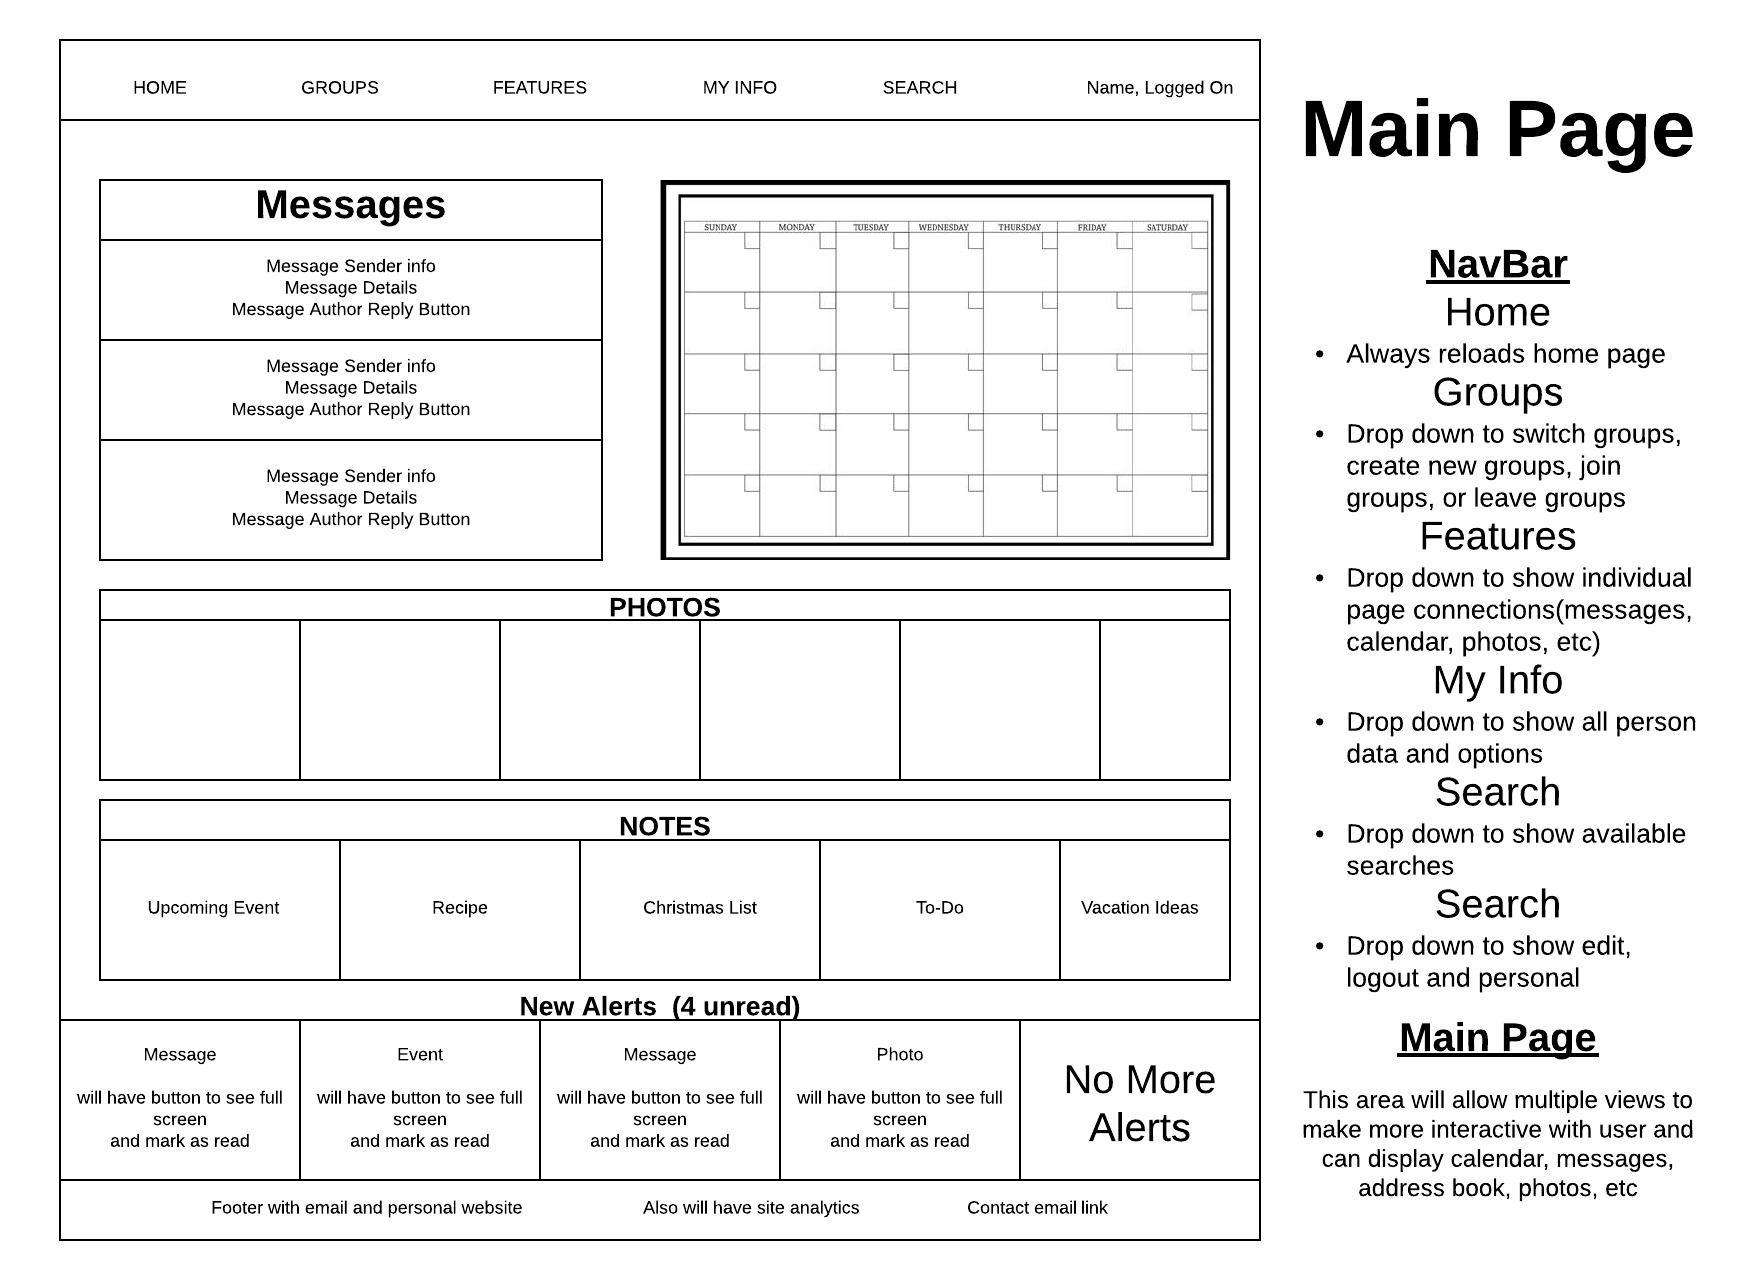 HOME GROUPS FEATURES MY INFO SEARCH Name, Logged On
Messages
Message Sender info
Message Details
Message Author Reply Button
Message Sender info
Message Details
Message Author Reply Button
Message Sender info
Message Details
Message Author Reply Button
SUNDAY MONDAY TUESDAY WEDNESDAY THURSDAY FRIDAY SATURDAY
PHOTOS
NOTES
Upcoming Event
Recipe
Christmas List
To-Do
Vacation Ideas
New Alerts (4 unread)
Message
will have button to see full
screen
and mark as read
Event
will have button to see full
screen
and mark as read
Message
will have button to see full
screen
and mark as read
Photo
will have button to see full
screen
and mark as read
No More
Alerts
Footer with email and personal website Also will have site analytics Contact email link
Main Page
NavBar
Home
• Always reloads home page
Groups
• Drop down to switch groups,
create new groups, join
groups, or leave groups
Features
• Drop down to show individual
page connections(messages,
calendar, photos, etc)
My Info
• Drop down to show all person
data and options
Search
• Drop down to show available
searches
Search
• Drop down to show edit,
logout and personal
Main Page
This area will allow multiple views to
make more interactive with user and
can display calendar, messages,
address book, photos, etc